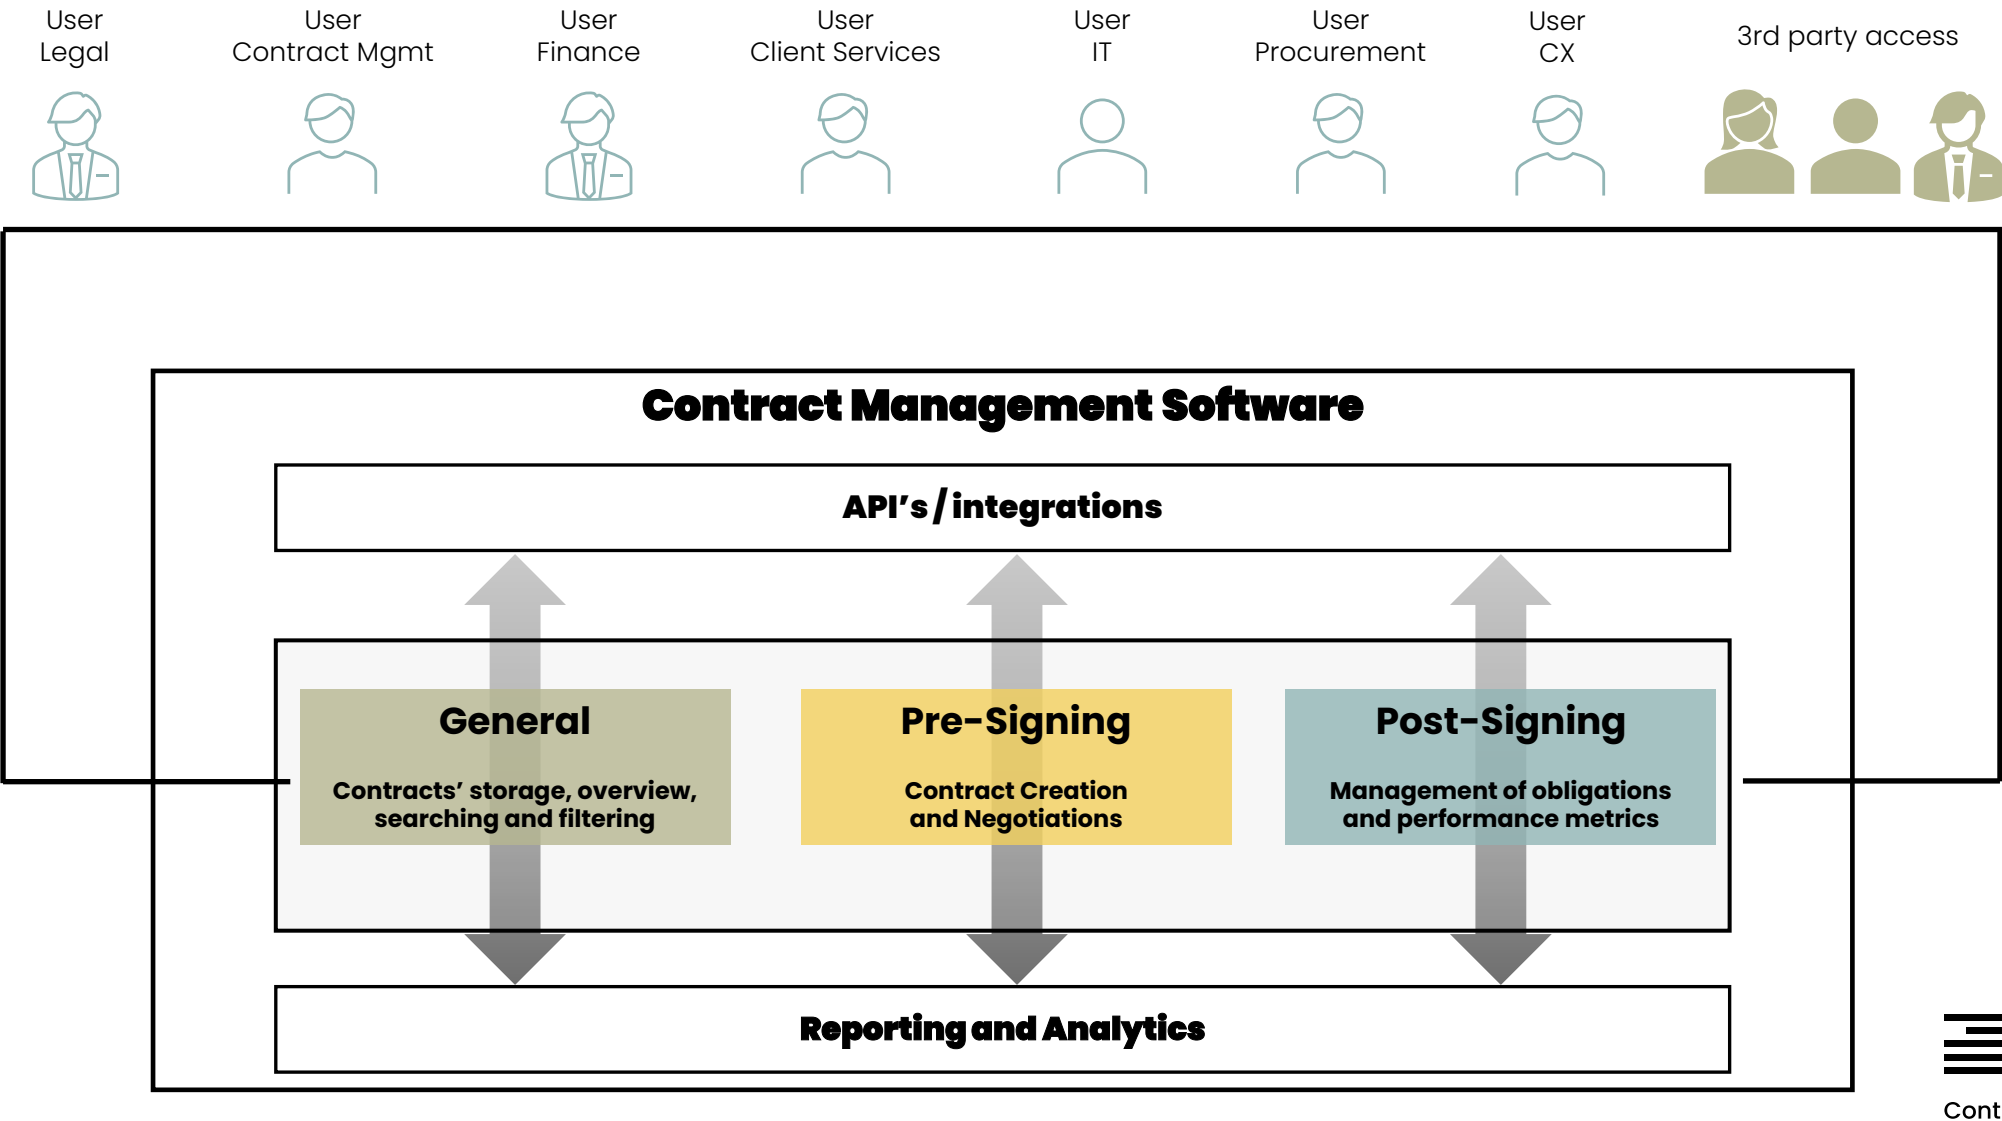 User
Legal
User
Contract Mgmt
User
Finance
User
Client Services
User
IT
User
Procurement
User
CX
3rd party access
Contract Management Software
API’s / integrations
General
Contracts’ storage, overview,
searching and filtering
Pre-Signing
Contract Creation
and Negotiations
Post-Signing
Management of obligations
and performance metrics
Reporting and Analytics
Cont